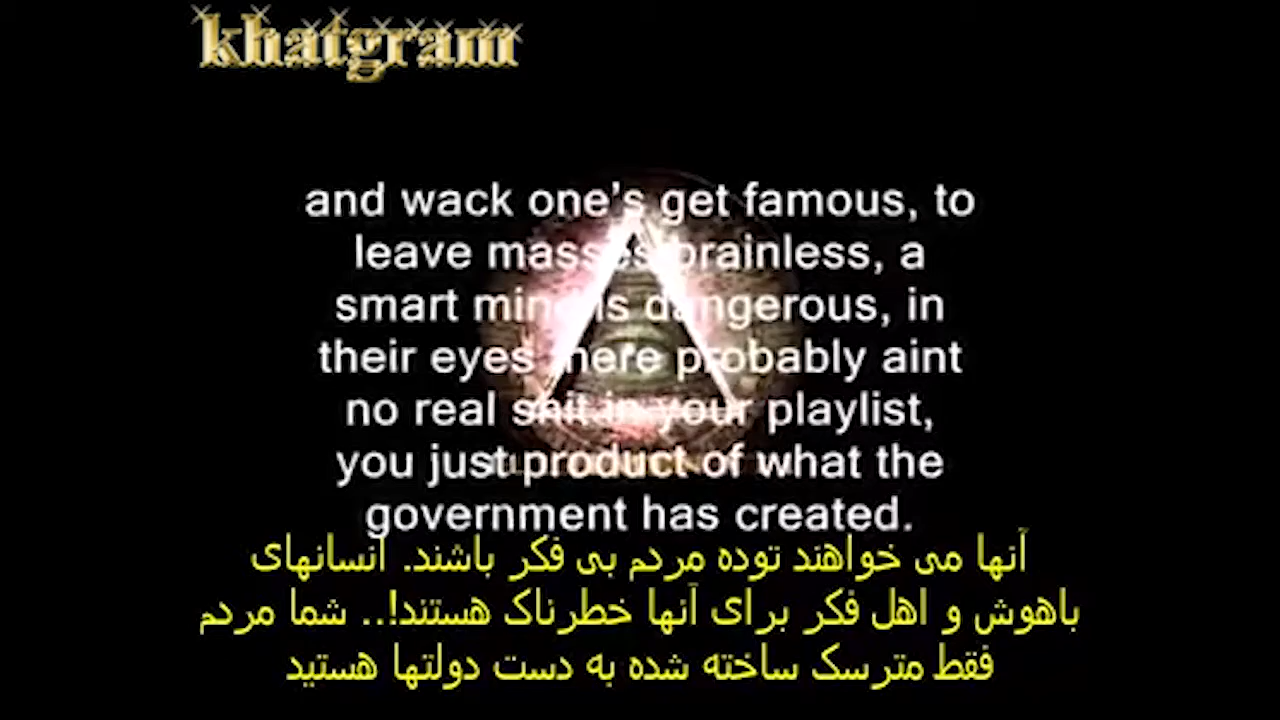 khatgram
and wack one's get famous, to
leave masses brainless, a
smart mind is dangerous, in
their eyes there probably aint
no real shit in your playlist,
you just product of what the
government has created.
آنها می خواهند توده مردم بی فکر باشند. انسانهای
باهوش و اهل فکر برای آنها خطرناک هستند!.. شما مردم
فقط مترسک ساخته شده به دست دولتها هستید